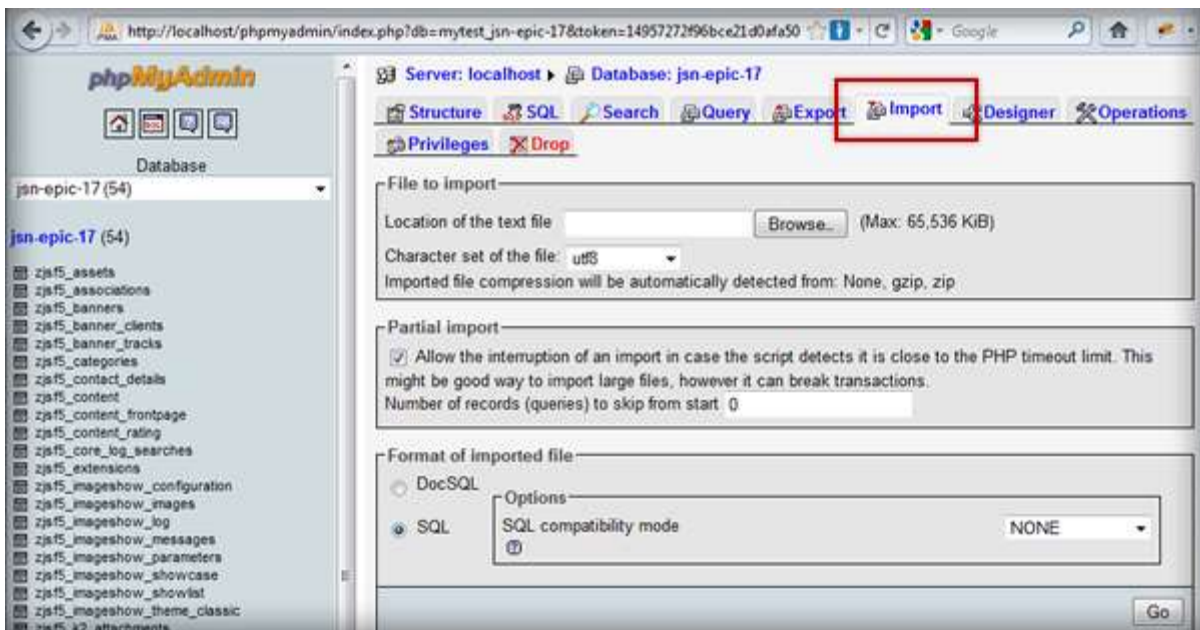 http://localhost/phpmyadmin/index.php?db=mytest_jsn-epic-17&token=14957272f96bce21d0afa50
Google
phpMyAdmin
Database
jsn-epic-17 (54)
jsn-epic-17 (54)
zjsf5_assets
zjsf5_associations
zjsf5_banners
zjsf5_banner_clients
zjsf5_banner_tracks
zjsf5_categories
zjsf5_contact_details
zjsf5_content
zjsf5_content_frontpage
zjsf5_content_rating
zjsf5_core_log_searches
zjsf5_extensions
zjsf5_imageshow_configuration
zjsf5_imageshow_images
zjsf5_imageshow_log
zjsf5_imageshow_messages
zjsf5_imageshow_parameters
zjsf5_imageshow_showcase
zjsf5_imageshow_showlist
zjsf5_imageshow_theme_classic
zjsf5_k2_attachments
Server: localhost Database: jsn-epic-17
Structure SQL Search Query Export Import Designer Operations
Privileges Drop
File to import
Location of the text file Browse... (Max: 65,536 KiB)
Character set of the file: utf8
Imported file compression will be automatically detected from: None, gzip, zip
Partial import
Allow the interruption of an import in case the script detects it is close to the PHP timeout limit. This
might be good way to import large files, however it can break transactions.
Number of records (queries) to skip from start 0
Format of imported file
DocSQL
Options
SQL SQL compatibility mode NONE
Go